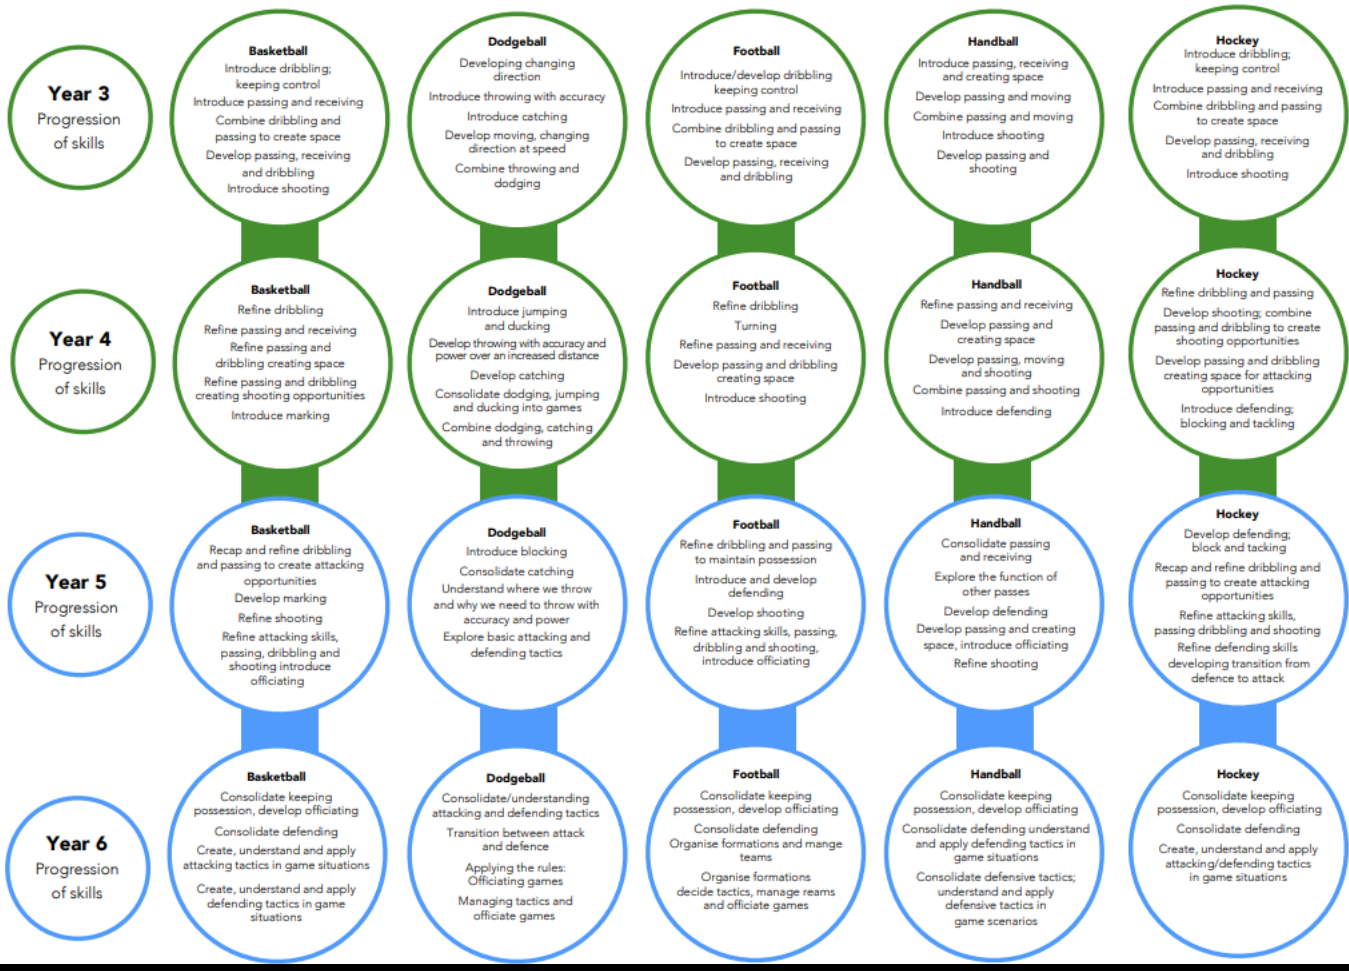 Year 3
Progression
of skills
Basketball
Introduce dribbling;
keeping control
Introduce passing and receiving
Combine dribbling and
passing to create space
Develop passing, receiving
and dribbling
Introduce shooting
Dodgeball
Developing changing
direction
Introduce throwing with accuracy
Introduce catching
Develop moving, changing
direction at speed
Combine throwing and
dodging
Football
Introduce/develop dribbling
keeping control
Introduce passing and receiving
Combine dribbling and passing
to create space
Develop passing, receiving
and dribbling
Handball
Introduce passing, receiving
and creating space
Develop passing and moving
Combine passing and moving
Introduce shooting
Develop passing and
shooting
Hockey
Introduce dribbling;
keeping control
Introduce passing and receiving
Combine dribbling and passing
to create space
Develop passing, receiving
and dribbling
Introduce shooting
Year 4
Progression
of skills
Basketball
Refine dribbling
Refine passing and receiving
Refine passing and
dribbling creating space
Refine passing and dribbling
creating shooting opportunities
Introduce marking
Dodgeball
Introduce jumping
and ducking
Develop throwing with accuracy and
power over an increased distance
Develop catching
Consolidate dodging, jumping
and ducking into games
Combine dodging, catching
and throwing
Football
Refine dribbling
Turning
Refine passing and receiving
Develop passing and dribbling
creating space
Introduce shooting
Handball
Refine passing and receiving
Develop passing and
creating space
Develop passing, moving
and shooting
Combine passing and shooting
Introduce defending
Hockey
Refine dribbling and passing
Develop shooting; combine
passing and dribbling to create
shooting opportunities
Develop passing and dribbling
creating space for attacking
opportunities
Introduce defending;
blocking and tackling
Year 5
Progression
of skills
Basketball
Recap and refine dribbling
and passing to create attacking
opportunities
Develop marking
Refine shooting
Refine attacking skills,
passing, dribbling and
shooting introduce
officiating
Dodgeball
Introduce blocking
Consolidate catching
Understand where we throw
and why we need to throw with
accuracy and power
Explore basic attacking and
defending tactics
Football
Refine dribbling and passing
to maintain possession
Introduce and develop
defending
Develop shooting
Refine attacking skills, passing,
dribbling and shooting,
introduce officiating
Handball
Consolidate passing
and receiving
Explore the function of
other passes
Develop defending
Develop passing and creating
space, introduce officiating
Refine shooting
Hockey
Develop defending;
block and tacking
Recap and refine dribbling and
passing to create attacking
opportunities
Refine attacking skills,
passing dribbling and shooting
Refine defending skills
developing transition from
defence to attack
Year 6
Progression
of skills
Basketball
Consolidate keeping
possession, develop officiating
Consolidate defending
Create, understand and apply
attacking tactics in game situations
Create, understand and apply
defending tactics in game
situations
Dodgeball
Consolidate/understanding
attacking and defending tactics
Transition between attack
and defence
Applying the rules:
Officiating games
Managing tactics and
officiate games
Football
Consolidate keeping
possession, develop officiating
Consolidate defending
Organise formations and mange
teams
Organise formations
decide tactics, manage reams
and officiate games
Handball
Consolidate keeping
possession, develop officiating
Consolidate defending understand
and apply defending tactics in
game situations
Consolidate defensive tactics;
understand and apply
defensive tactics in
game scenarios
Hockey
Consolidate keeping
possession, develop officiating
Consolidate defending
Create, understand and apply
attacking/defending tactics
in game situations